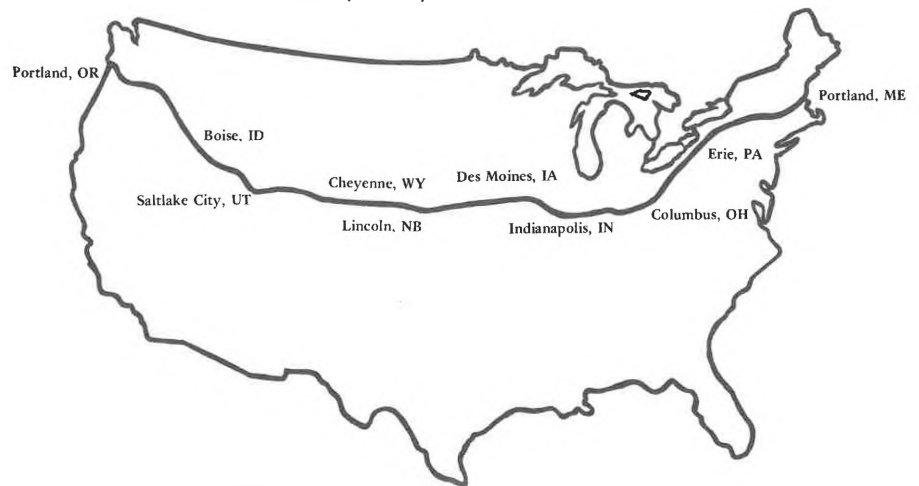 Portland, OR
Portland, ME
Boise, ID
Erie, PA
Cheyenne, WY
Des Moines, IA
Saltlake City, UT
Columbus, OH
Lincoln, NB
Indianapolis, IN